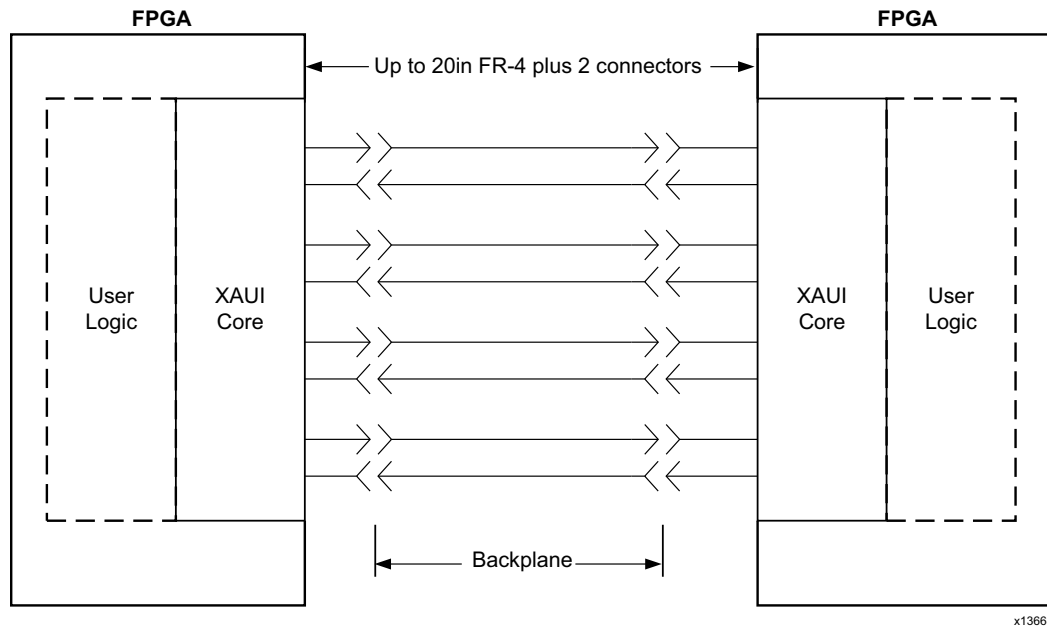 FPGA
FPGA
Up to 20in FR-4 plus 2 connectors
User
Logic
XAUI
Core
XAUI
Core
User
Logic
Backplane
x1366